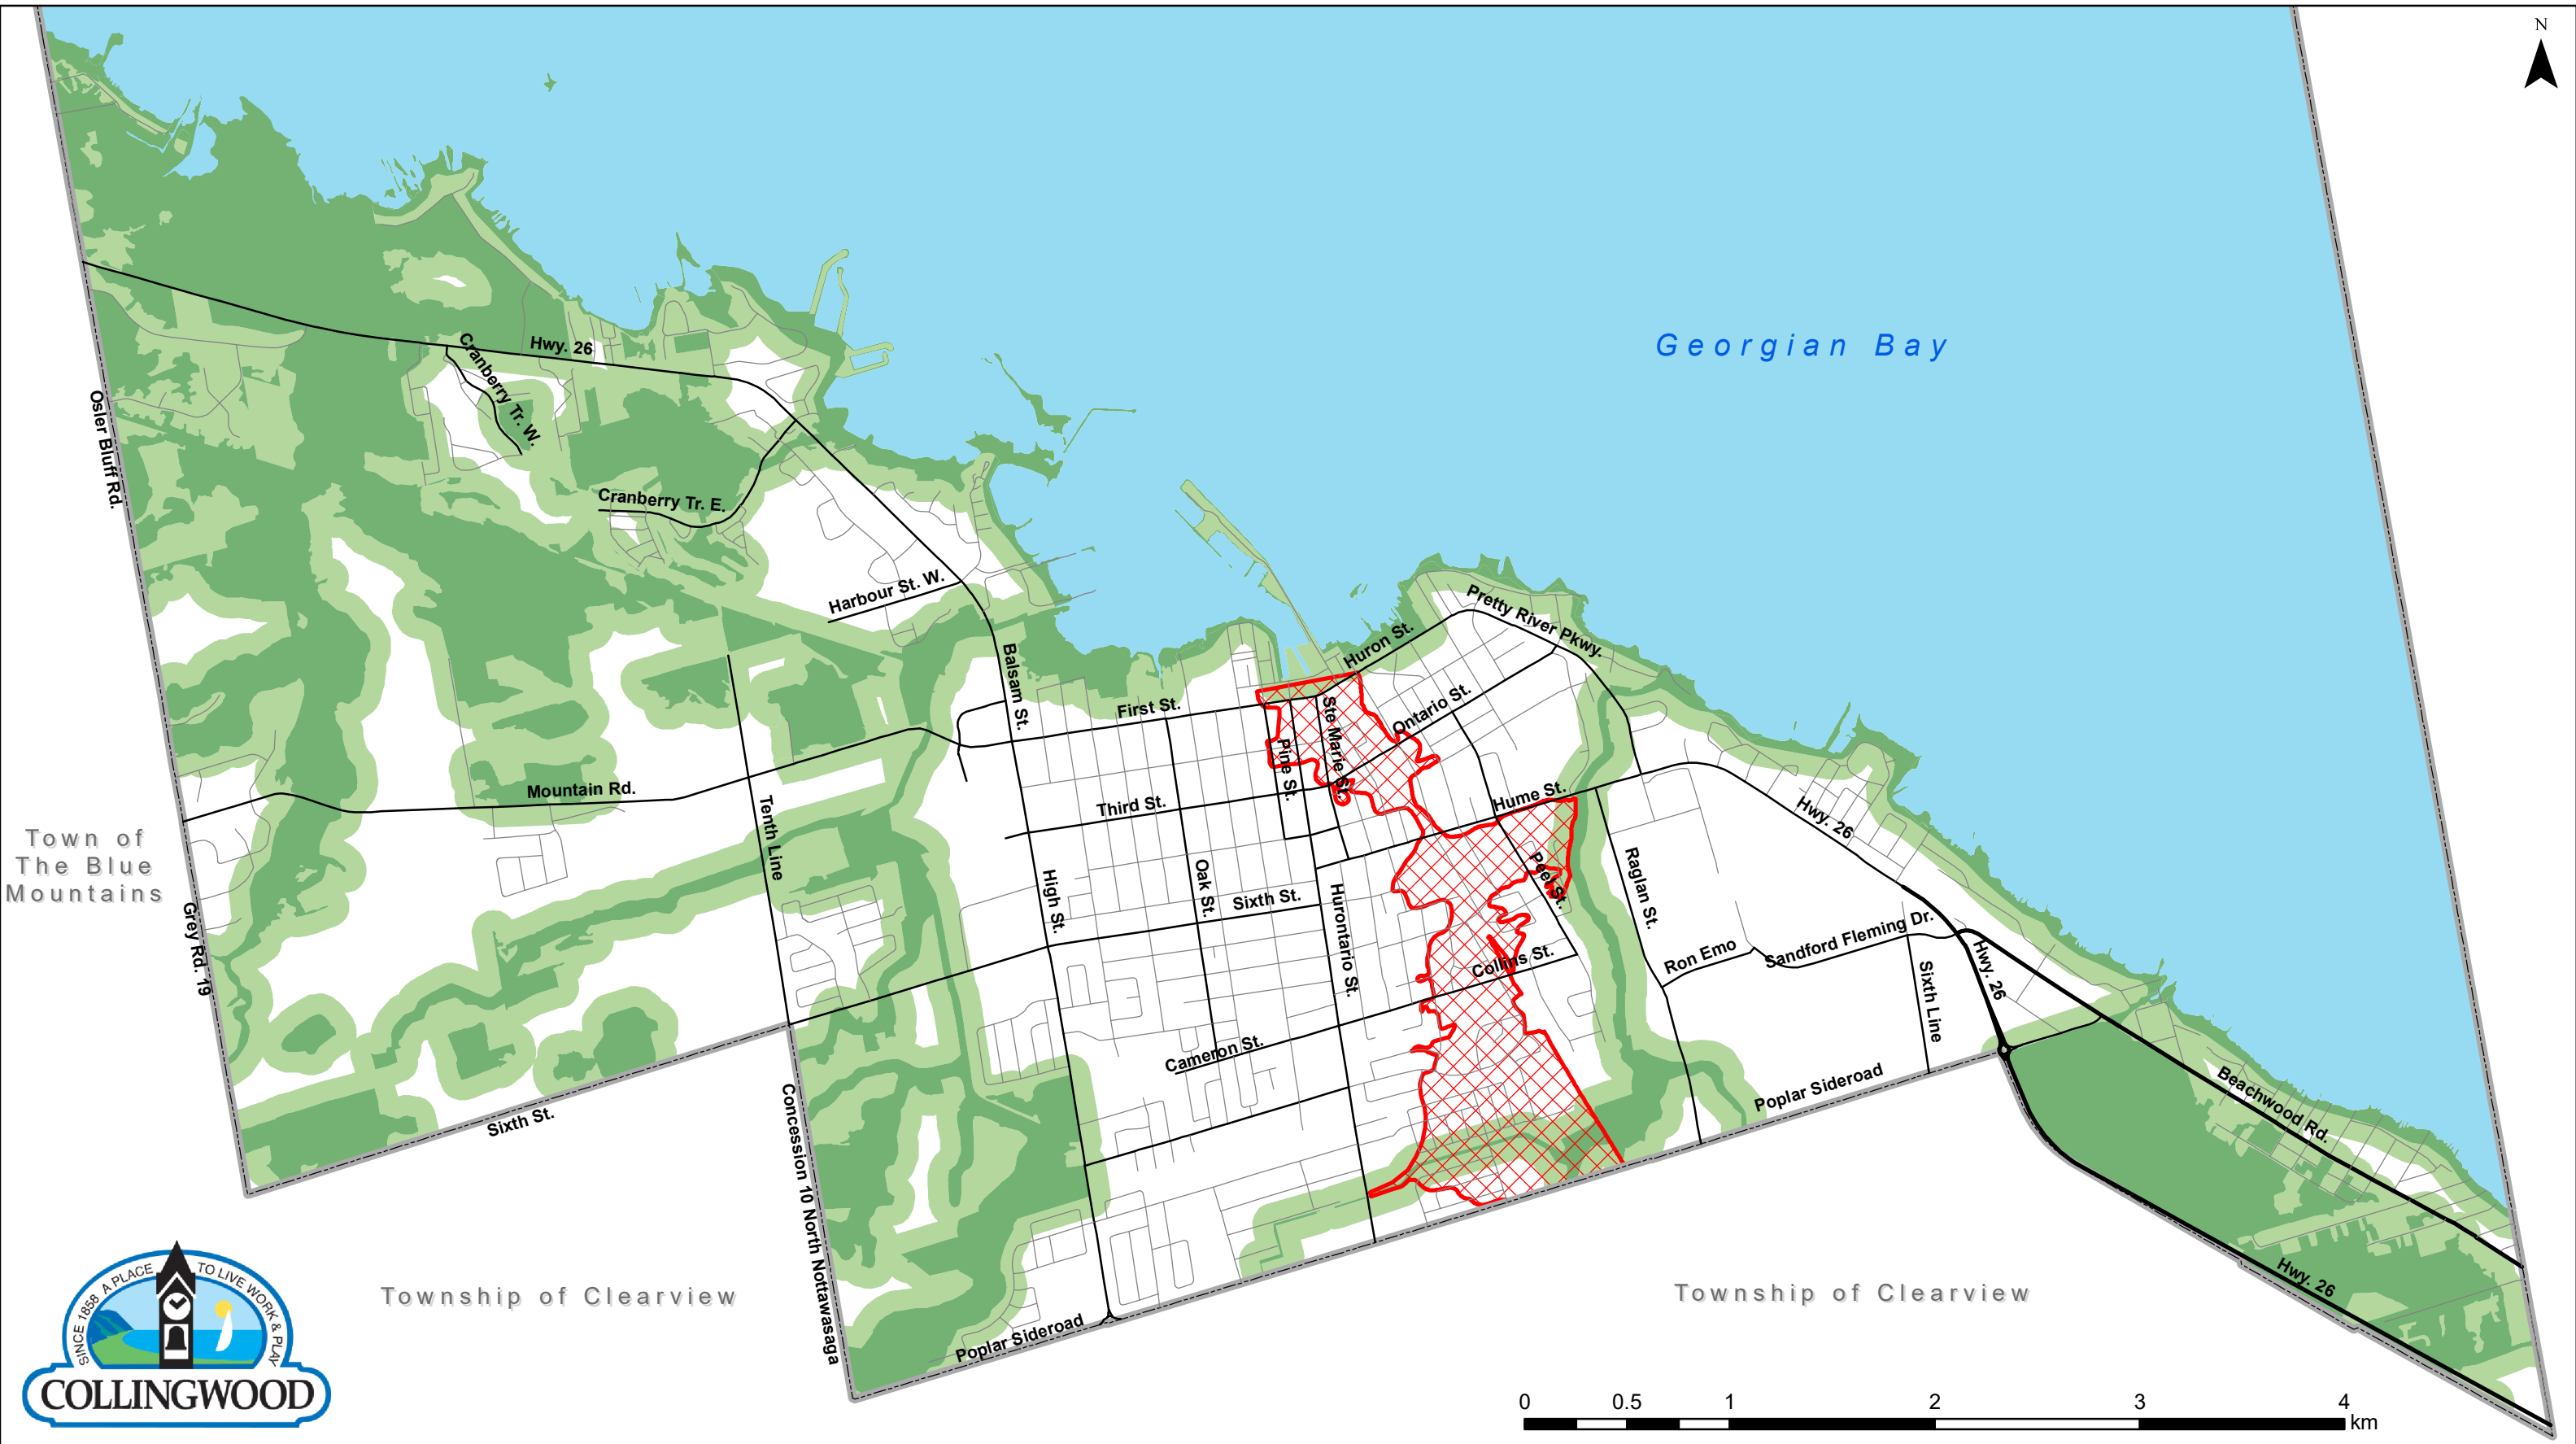 N
Georgian Bay
Hwy. 26
Cranberry Tr. W.
Osler Bluff Rd.
Cranberry Tr. E.
Harbour St. W.
Balsam St.
Huron St.
Pretty River Pkwy.
First St.
Ste Marie St.
Ontario St.
Pine St.
Mountain Rd.
Tenth Line
Third St.
Hume St.
Hwy. 26
Town of
The Blue
Mountains
High St.
Oak St.
Sixth St.
Hurontario St.
Peel St.
Raglan St.
Grey Rd. 19
Collins St.
Ron Emo
Sandford Fleming Dr.
Hwy. 26
Sixth Line
Cameron St.
Sixth St.
Concession 10 North Nottawasaga
Poplar Sideroad
Beachwood Rd.
Township of Clearview
Township of Clearview
Hwy. 26
Poplar Sideroad
SINCE 1858 A PLACE TO LIVE WORK & PLAY
COLLINGWOOD
0 0.5 1 2 3 4
km